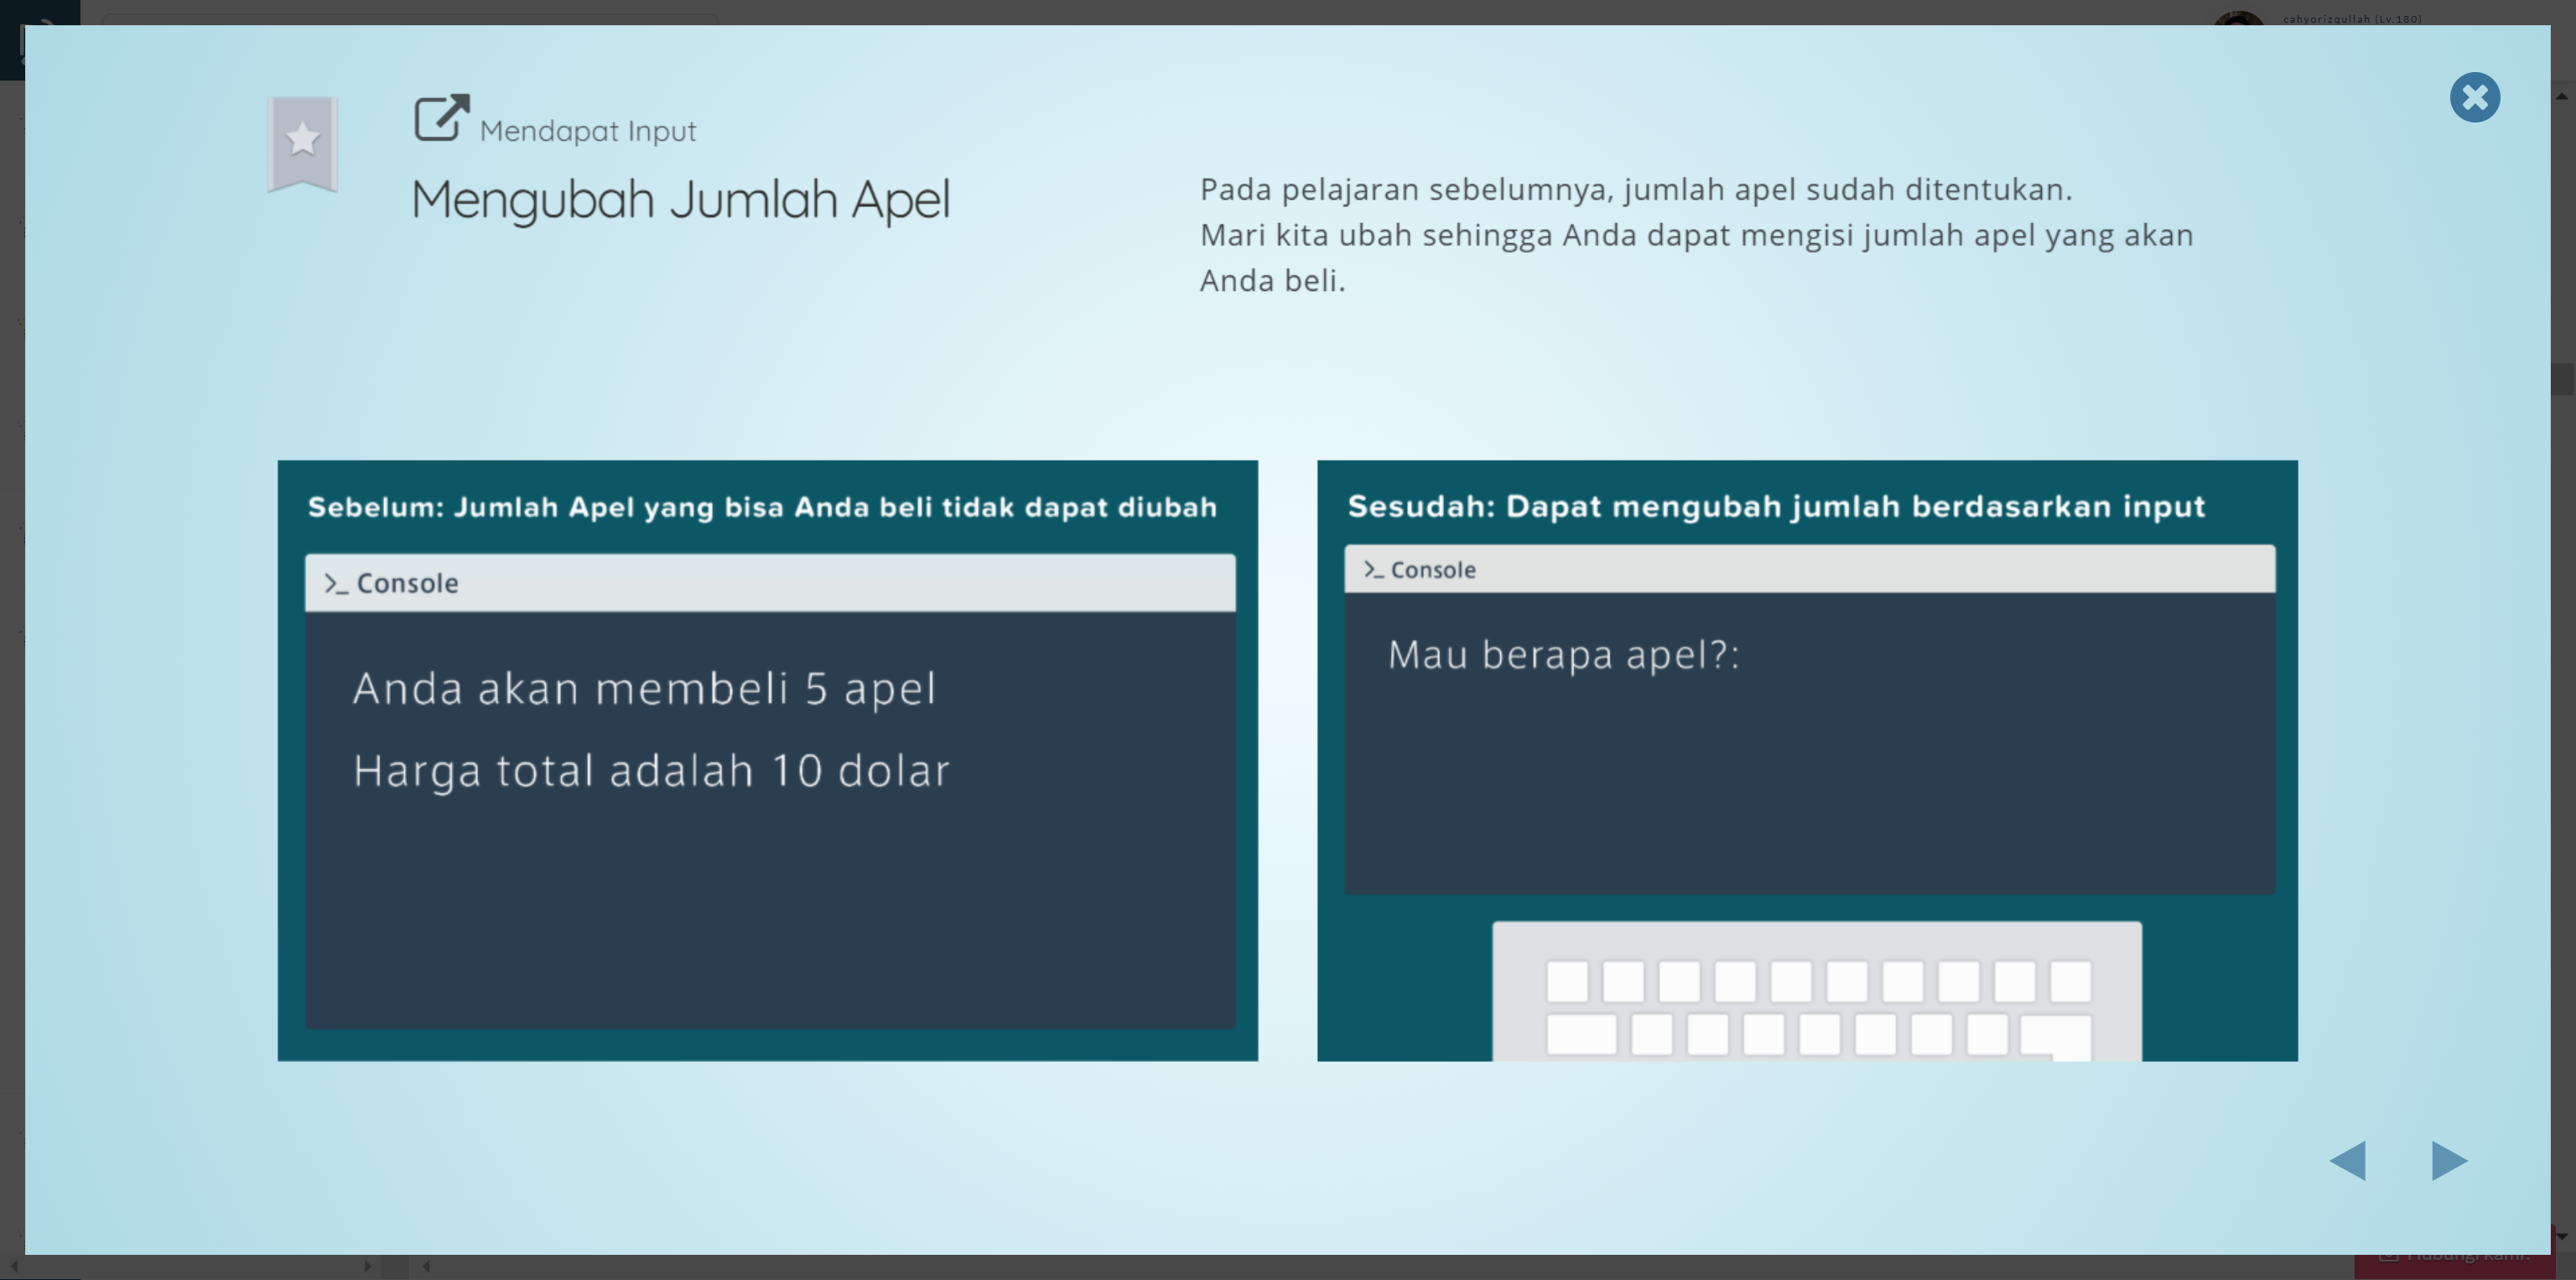 cahyorizqullah (Lv.180)
Mendapat Input
Mengubah Jumlah Apel
Pada pelajaran sebelumnya, jumlah apel sudah ditentukan.
Mari kita ubah sehingga Anda dapat mengisi jumlah apel yang akan
Anda beli.
Sebelum: Jumlah Apel yang bisa Anda beli tidak dapat diubah
>_ Console
Anda akan membeli 5 apel
Harga total adalah 10 dolar
Sesudah: Dapat mengubah jumlah berdasarkan input
>_ Console
Mau berapa apel?: